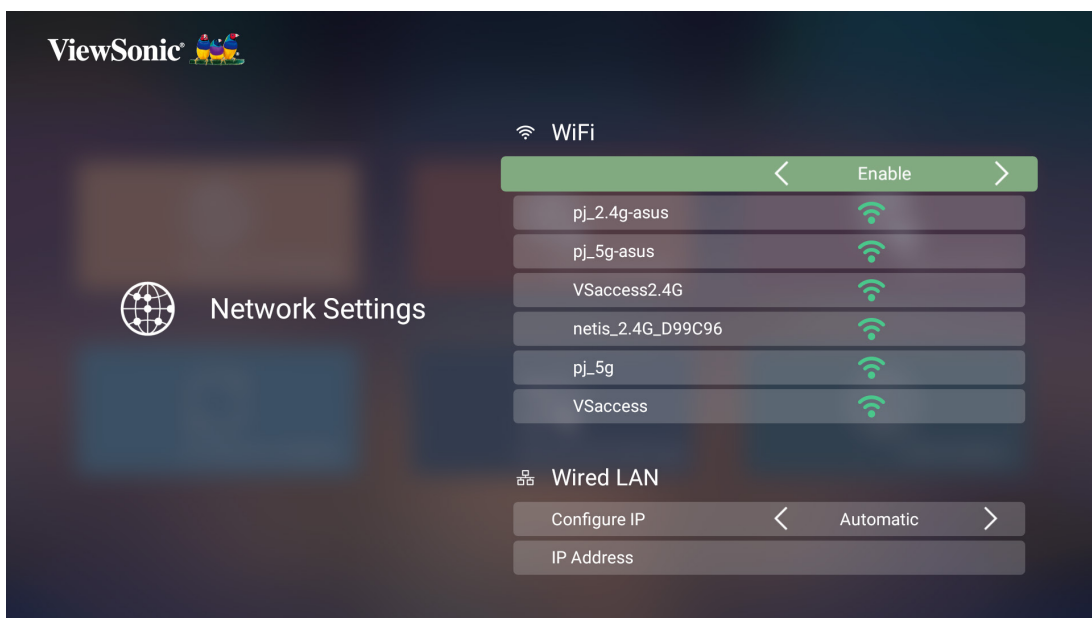 ViewSonic®
WiFi
Enable
pj_2.4g-asus
pj_5g-asus
VSaccess2.4G
Network Settings
netis_2.4G_D99C96
pj_5g
VSaccess
Wired LAN
Configure IP Automatic
IP Address